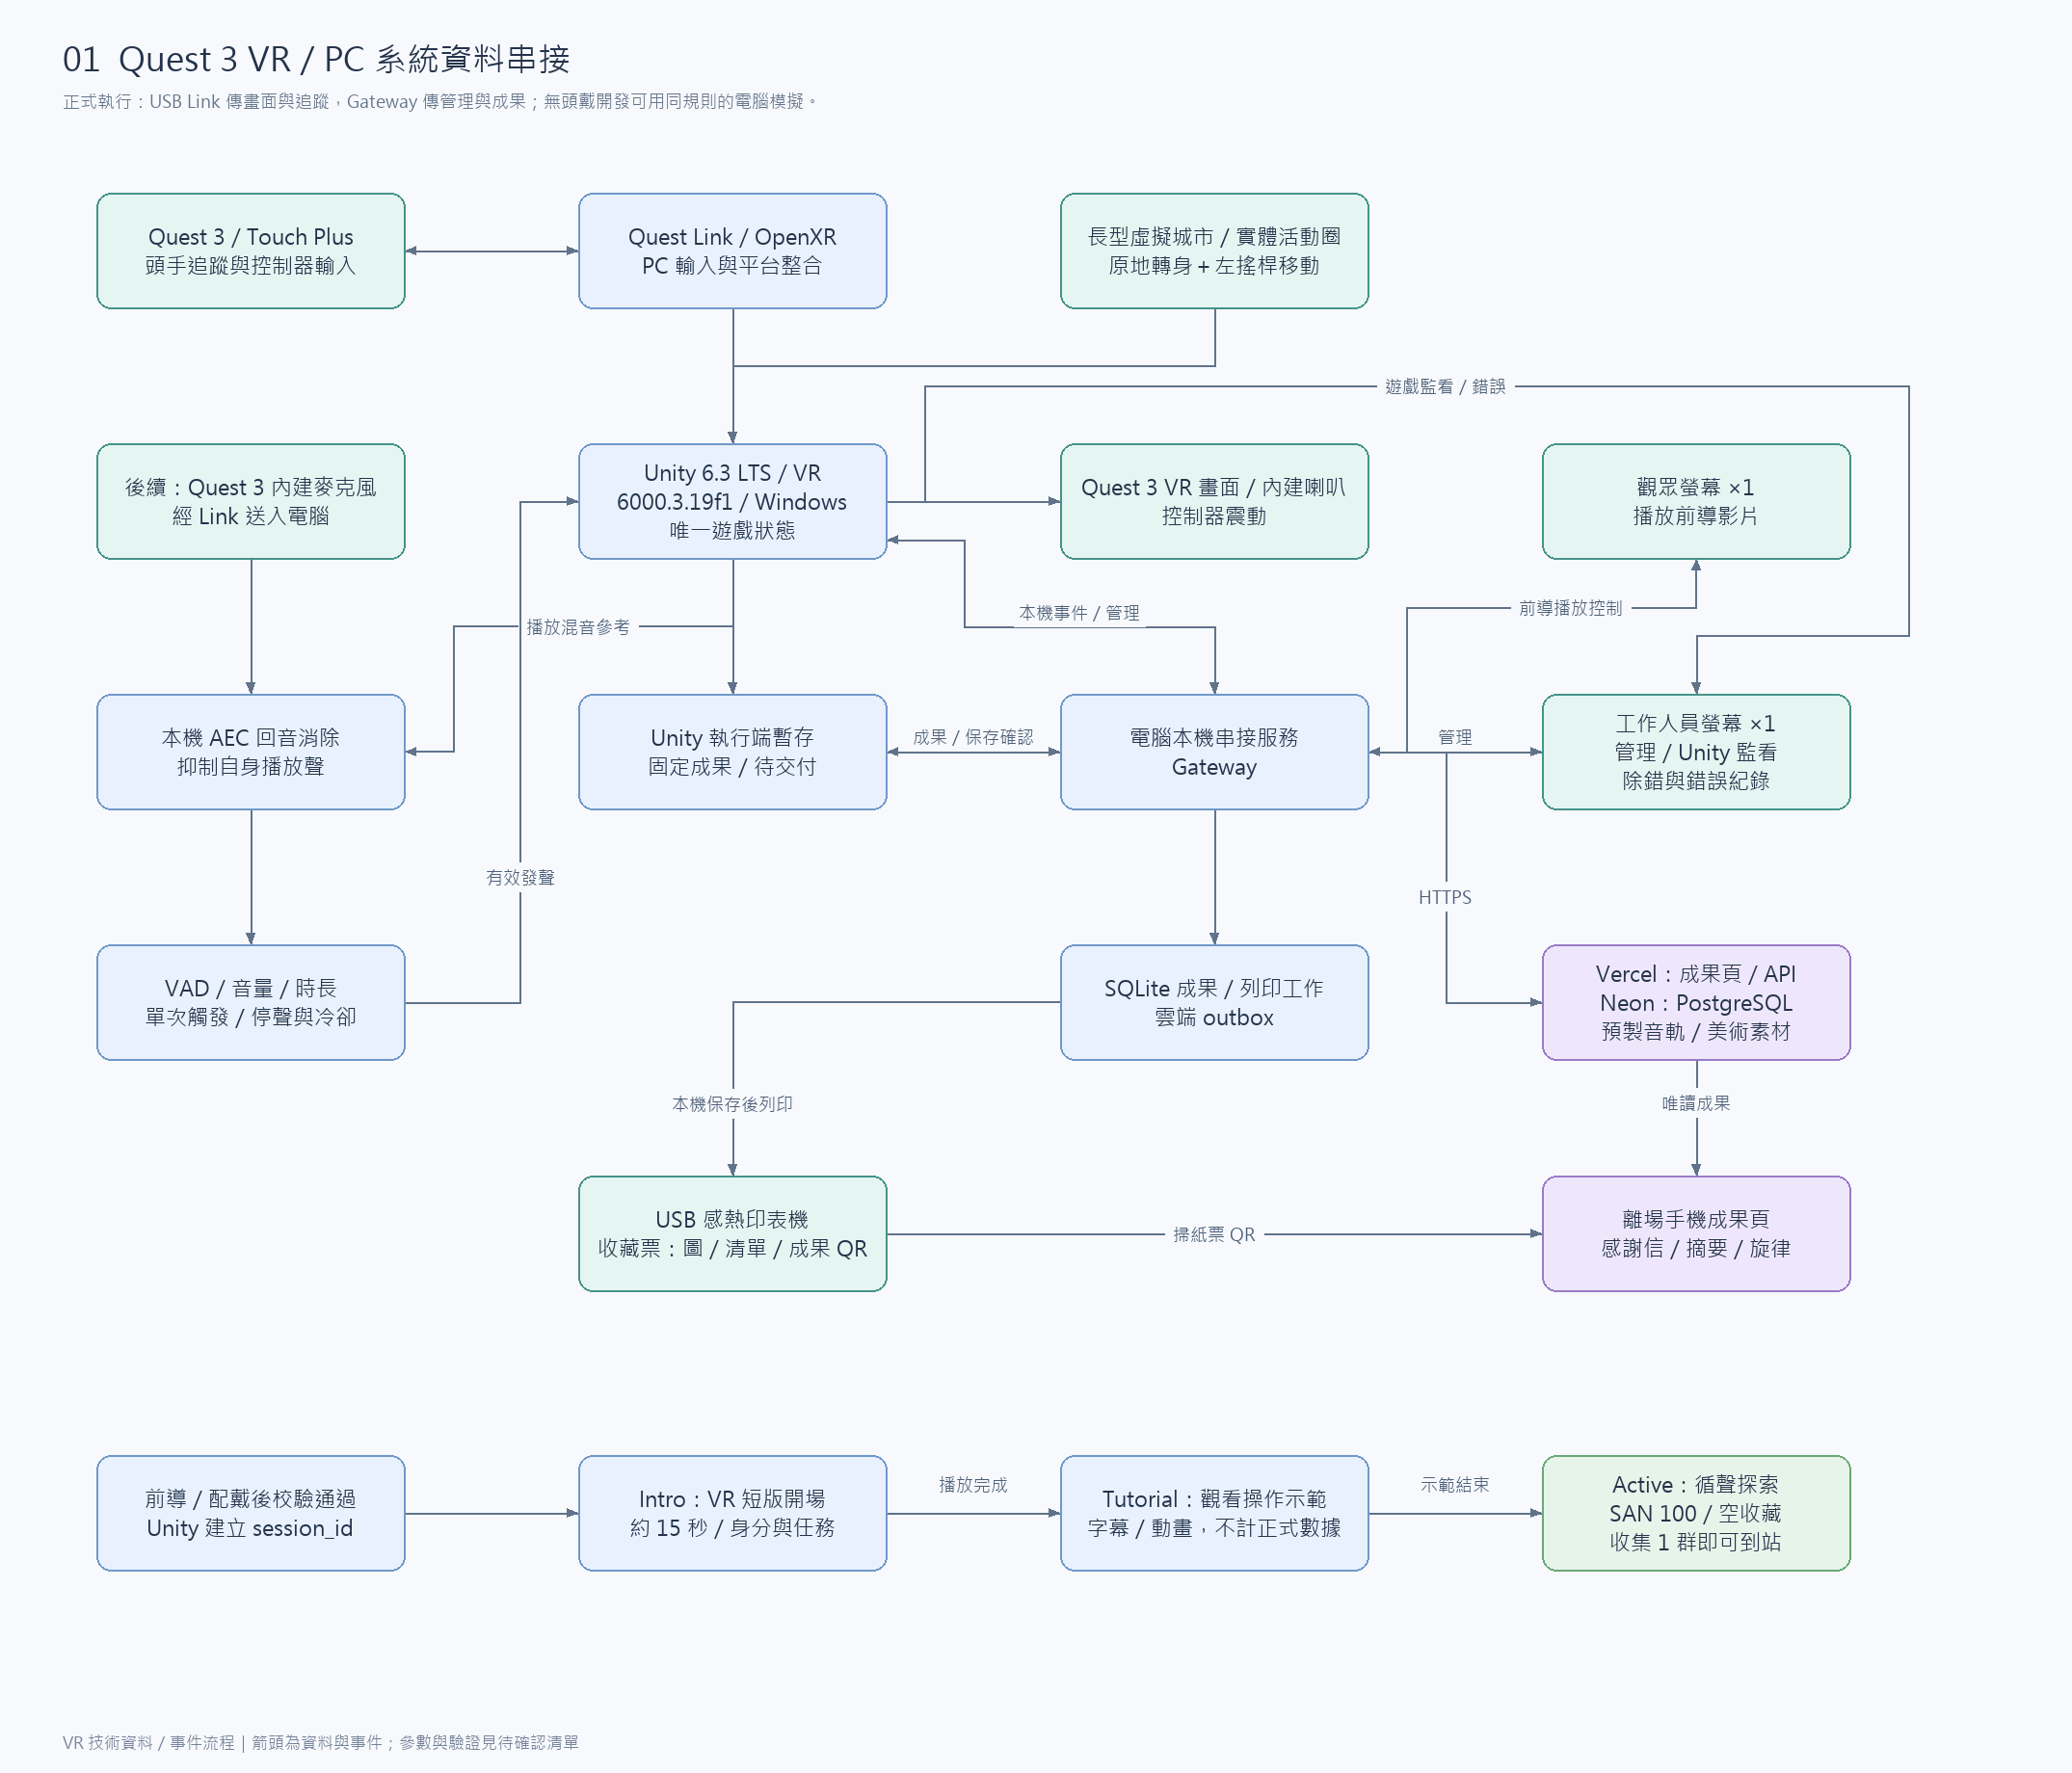 01 Quest 3 VR / PC 系統資料串接
正式執行：USB Link 傳畫面與追蹤，Gateway 傳管理與成果；無頭戴開發可用同規則的電腦模擬。
Quest 3 / Touch Plus
頭手追蹤與控制器輸入
Quest Link / OpenXR
PC 輸入與平台整合
長型虛擬城市 / 實體活動圈
原地轉身＋左搖桿移動
遊戲監看 / 錯誤
後續：Quest 3 內建麥克風
經 Link 送入電腦
Unity 6.3 LTS / VR
6000.3.19f1 / Windows
唯一遊戲狀態
Quest 3 VR 畫面 / 內建喇叭
控制器震動
觀眾螢幕 ×1
播放前導影片
播放混音參考
本機事件 / 管理
前導播放控制
本機 AEC 回音消除
抑制自身播放聲
Unity 執行端暫存
固定成果 / 待交付
成果 / 保存確認
電腦本機串接服務
Gateway
管理
工作人員螢幕 ×1
管理 / Unity 監看
除錯與錯誤紀錄
有效發聲
HTTPS
VAD / 音量 / 時長
單次觸發 / 停聲與冷卻
SQLite 成果 / 列印工作
雲端 outbox
Vercel：成果頁 / API
Neon：PostgreSQL
預製音軌 / 美術素材
本機保存後列印
唯讀成果
USB 感熱印表機
收藏票：圖 / 清單 / 成果 QR
掃紙票 QR
離場手機成果頁
感謝信 / 摘要 / 旋律
前導 / 配戴後校驗通過
Unity 建立 session_id
Intro：VR 短版開場
約 15 秒 / 身分與任務
播放完成
Tutorial：觀看操作示範
字幕 / 動畫，不計正式數據
示範結束
Active：循聲探索
SAN 100 / 空收藏
收集 1 群即可到站
VR 技術資料 / 事件流程｜箭頭為資料與事件；參數與驗證見待確認清單